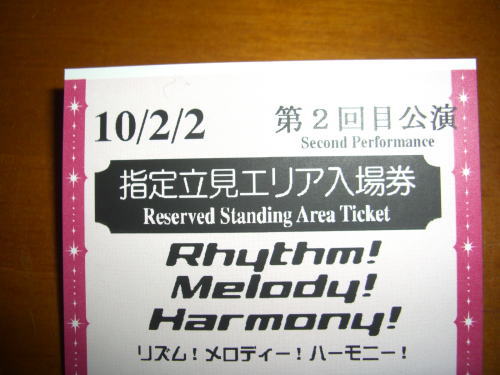 10/2/2 第2回目公演
Second Performance
指定立見エリア入場券
Reserved Standing Area Ticket
Rhythm!
Melody!
Harmony!
リズム!メロディー!ハーモニー!